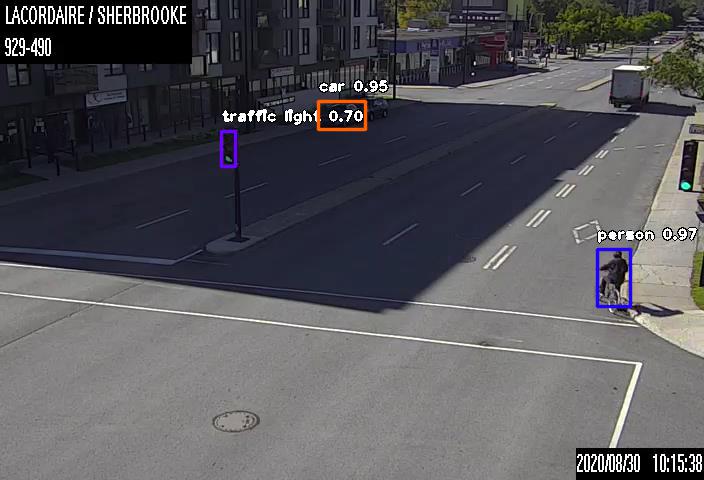 LACORDAIRE / SHERBROOKE
929-490
car 0.95
traffic light 0.70
person 0.97
2020/08/30 10:15:38